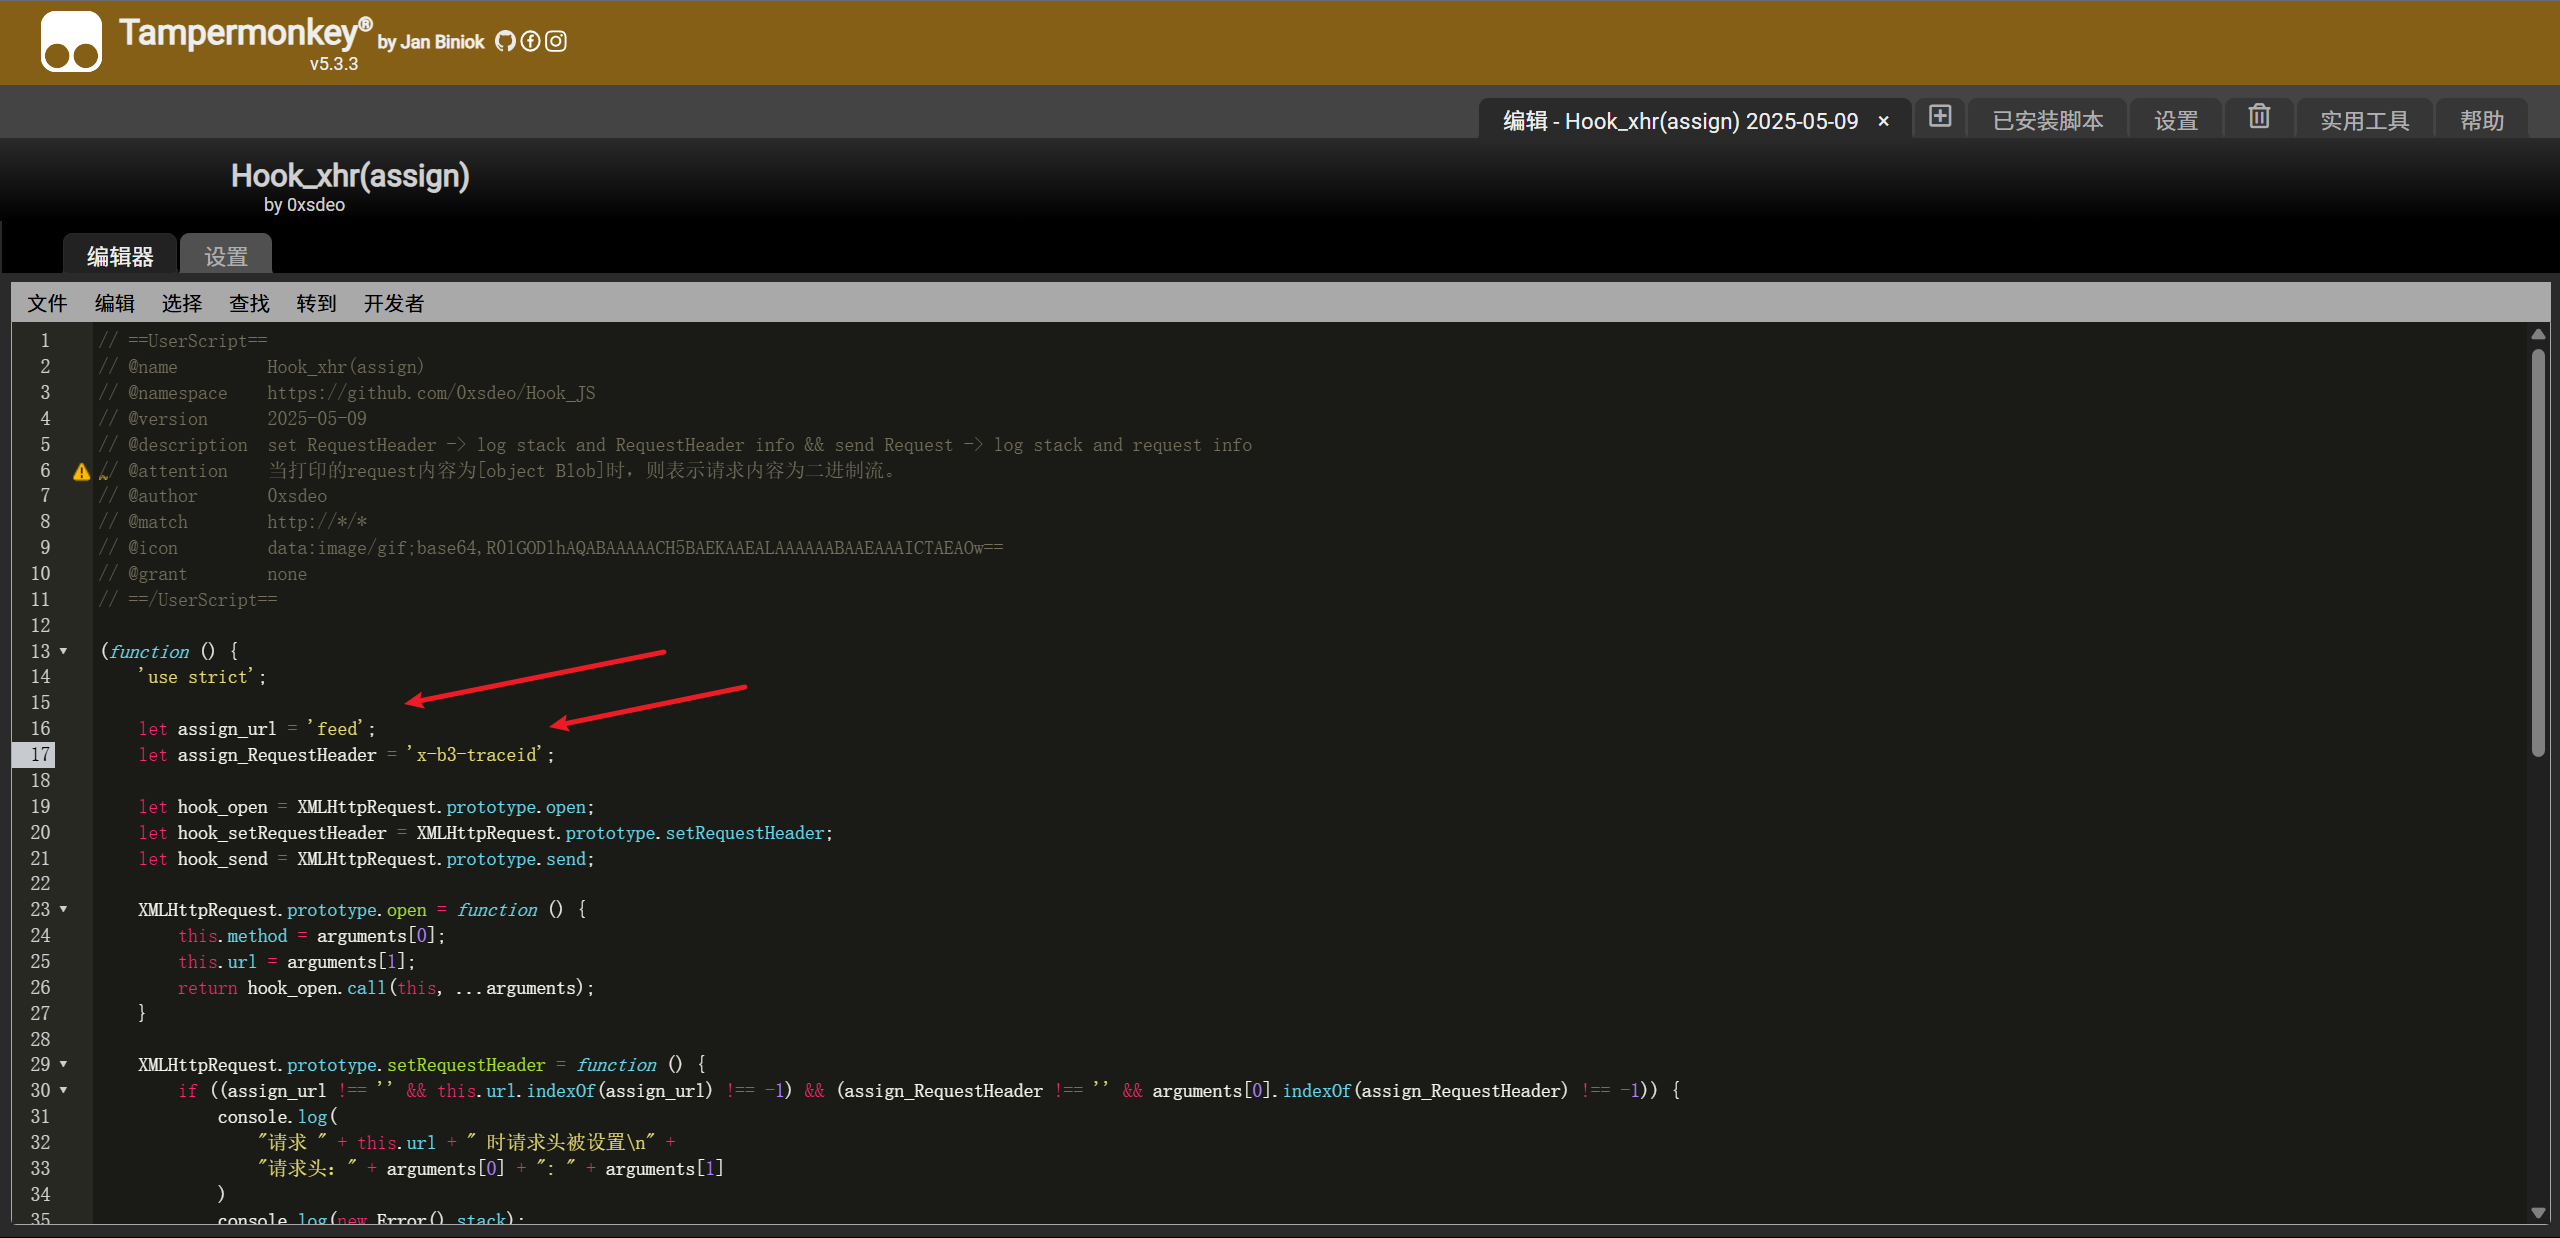 Tampermonkey® by Jan Biniok
v5.3.3
编辑 - Hook_xhr(assign) 2025-05-09 × 已安装脚本 设置 实用工具 帮助
Hook_xhr(assign)
by 0xsdeo
编辑器 设置
文件 编辑 选择 查找 转到 开发者
1 // ==UserScript==
2 // @name         Hook_xhr(assign)
3 // @namespace    https://github.com/0xsdeo/Hook_JS
4 // @version      2025-05-09
5 // @description  set RequestHeader -> log stack and RequestHeader info && send Request -> log stack and request info
6 // @attention    当打印的request内容为[object Blob]时，则表示请求内容为二进制流。
7 // @author       0xsdeo
8 // @match        http://*/*
9 // @icon         data:image/gif;base64,R0lGODlhAQABAAAAACH5BAEKAAEALAAAAAABAAEAAAICTAEAOw==
10 // @grant        none
11 // ==/UserScript==
12
13 (function () {
14     'use strict';
15
16     let assign_url = 'feed';
17     let assign_RequestHeader = 'x-b3-traceid';
18
19     let hook_open = XMLHttpRequest.prototype.open;
20     let hook_setRequestHeader = XMLHttpRequest.prototype.setRequestHeader;
21     let hook_send = XMLHttpRequest.prototype.send;
22
23     XMLHttpRequest.prototype.open = function () {
24         this.method = arguments[0];
25         this.url = arguments[1];
26         return hook_open.call(this, ...arguments);
27     }
28
29     XMLHttpRequest.prototype.setRequestHeader = function () {
30         if ((assign_url !== '' && this.url.indexOf(assign_url) !== -1) && (assign_RequestHeader !== '' && arguments[0].indexOf(assign_RequestHeader) !== -1)) {
31             console.log(
32                 "请求 " + this.url + " 时请求头被设置\n" +
33                 "请求头：" + arguments[0] + ": " + arguments[1]
34             )
35             console.log(new Error().stack);